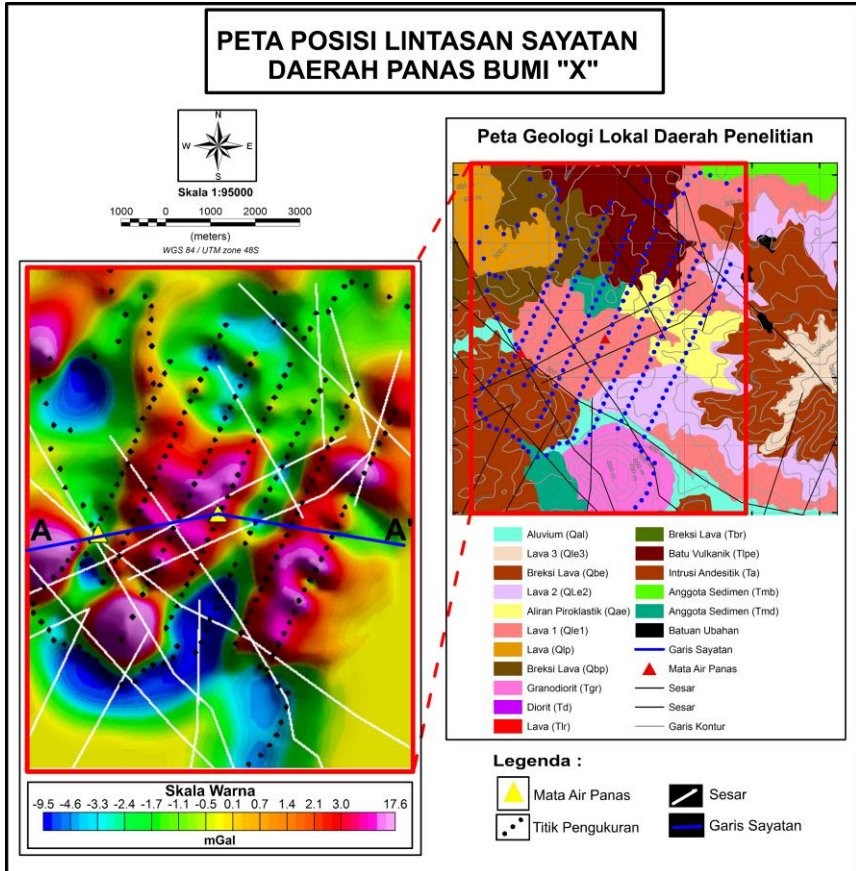 PETA POSISI LINTASAN SAYATAN
DAERAH PANAS BUMI "X"
N
W E
S
Skala 1:95000
1000 0 1000 2000 3000
(meters)
WGS 84 / UTM zone 48S
A A'
Skala Warna
-9.5 -4.6 -3.3 -2.4 -1.7 -1.1 -0.5 0.1 0.7 1.4 2.1 3.0 17.6
mGal
Peta Geologi Lokal Daerah Penelitian
Aluvium (Qal)
Lava 3 (Qle3)
Breksi Lava (Qbe)
Lava 2 (QLe2)
Aliran Piroklastik (Qae)
Lava 1 (Qle1)
Lava (Qlp)
Breksi Lava (Qbp)
Granodiorit (Tgr)
Diorit (Td)
Lava (Tlr)
Breksi Lava (Tbr)
Batu Vulkanik (Tlpe)
Intrusi Andesitik (Ta)
Anggota Sedimen (Tmb)
Anggota Sedimen (Tmd)
Batuan Ubahan
Garis Sayatan
Mata Air Panas
Sesar
Sesar
Garis Kontur
Legenda :
Mata Air Panas
Titik Pengukuran
Sesar
Garis Sayatan